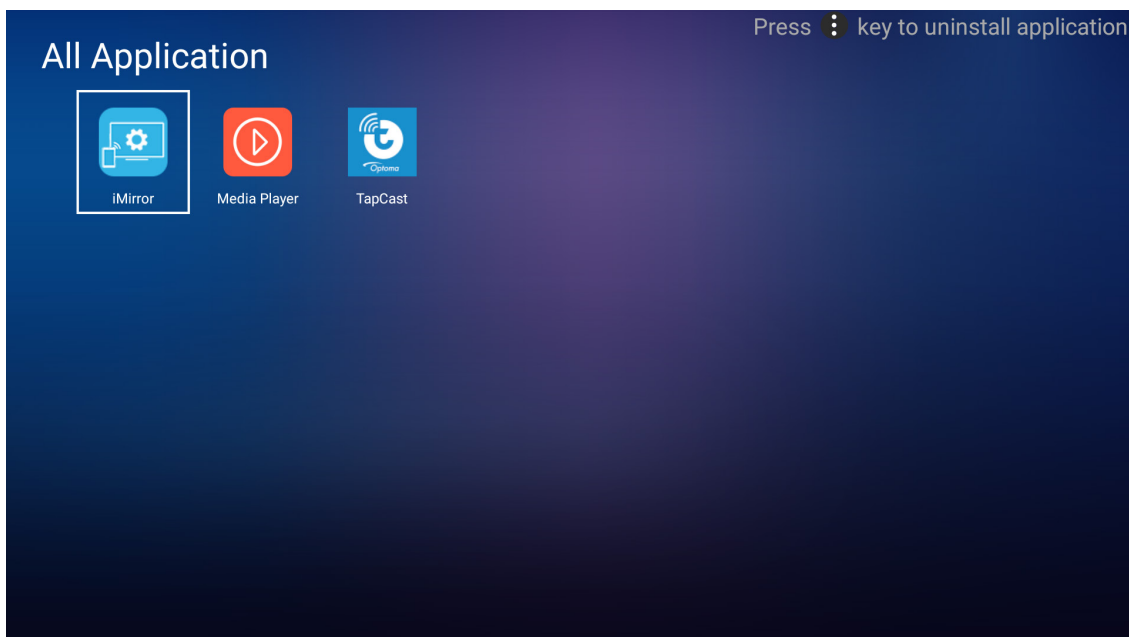 Press key to uninstall application
All Application
t
Optoma
iMirror
Media Player
TapCast